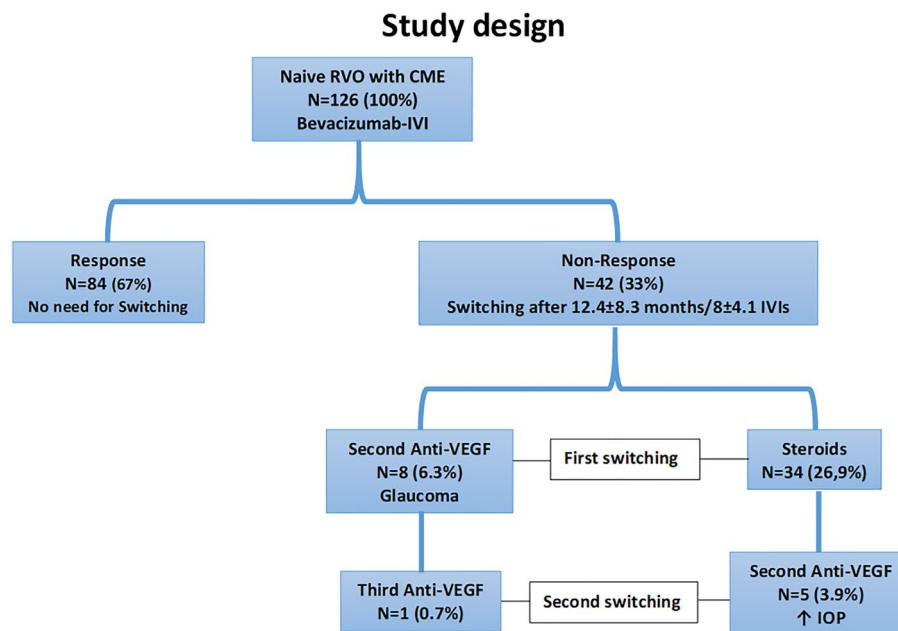 Study design
Naive RVO with CME
N=126 (100%)
Bevacizumab-IVI
Response
N=84 (67%)
No need for Switching
Non-Response
N=42 (33%)
Switching after 12.4±8.3 months/8±4.1 IVIs
Second Anti-VEGF
N=8 (6.3%)
Glaucoma
First switching
Steroids
N=34 (26,9%)
Third Anti-VEGF
N=1 (0.7%)
Second switching
Second Anti-VEGF
N=5 (3.9%)
↑ IOP